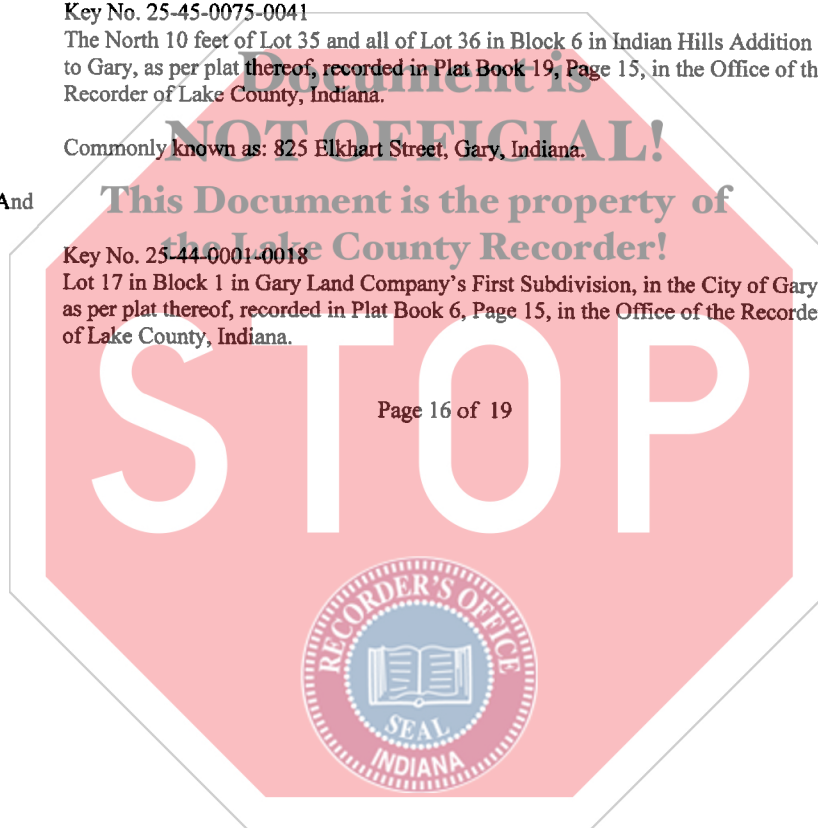 Key No. 25-45-0075-0041
The North 10 feet of Lot 35 and all of Lot 36 in Block 6 in Indian Hills Addition
to Gary, as per plat thereof, recorded in Plat Book 19, Page 15, in the Office of th
Recorder of Lake County, Indiana.
Document is
NOT OFFICIAL!
Commonly known as: 825 Elkhart Street, Gary, Indiana.
This Document is the property of
the Lake County Recorder!
And
Key No. 25-44-0001-0018
Lot 17 in Block 1 in Gary Land Company's First Subdivision, in the City of Gary
as per plat thereof, recorded in Plat Book 6, Page 15, in the Office of the Recorde
of Lake County, Indiana.
STOP
Page 16 of 19
RECORDER'S OFFICE
SEAL
INDIANA